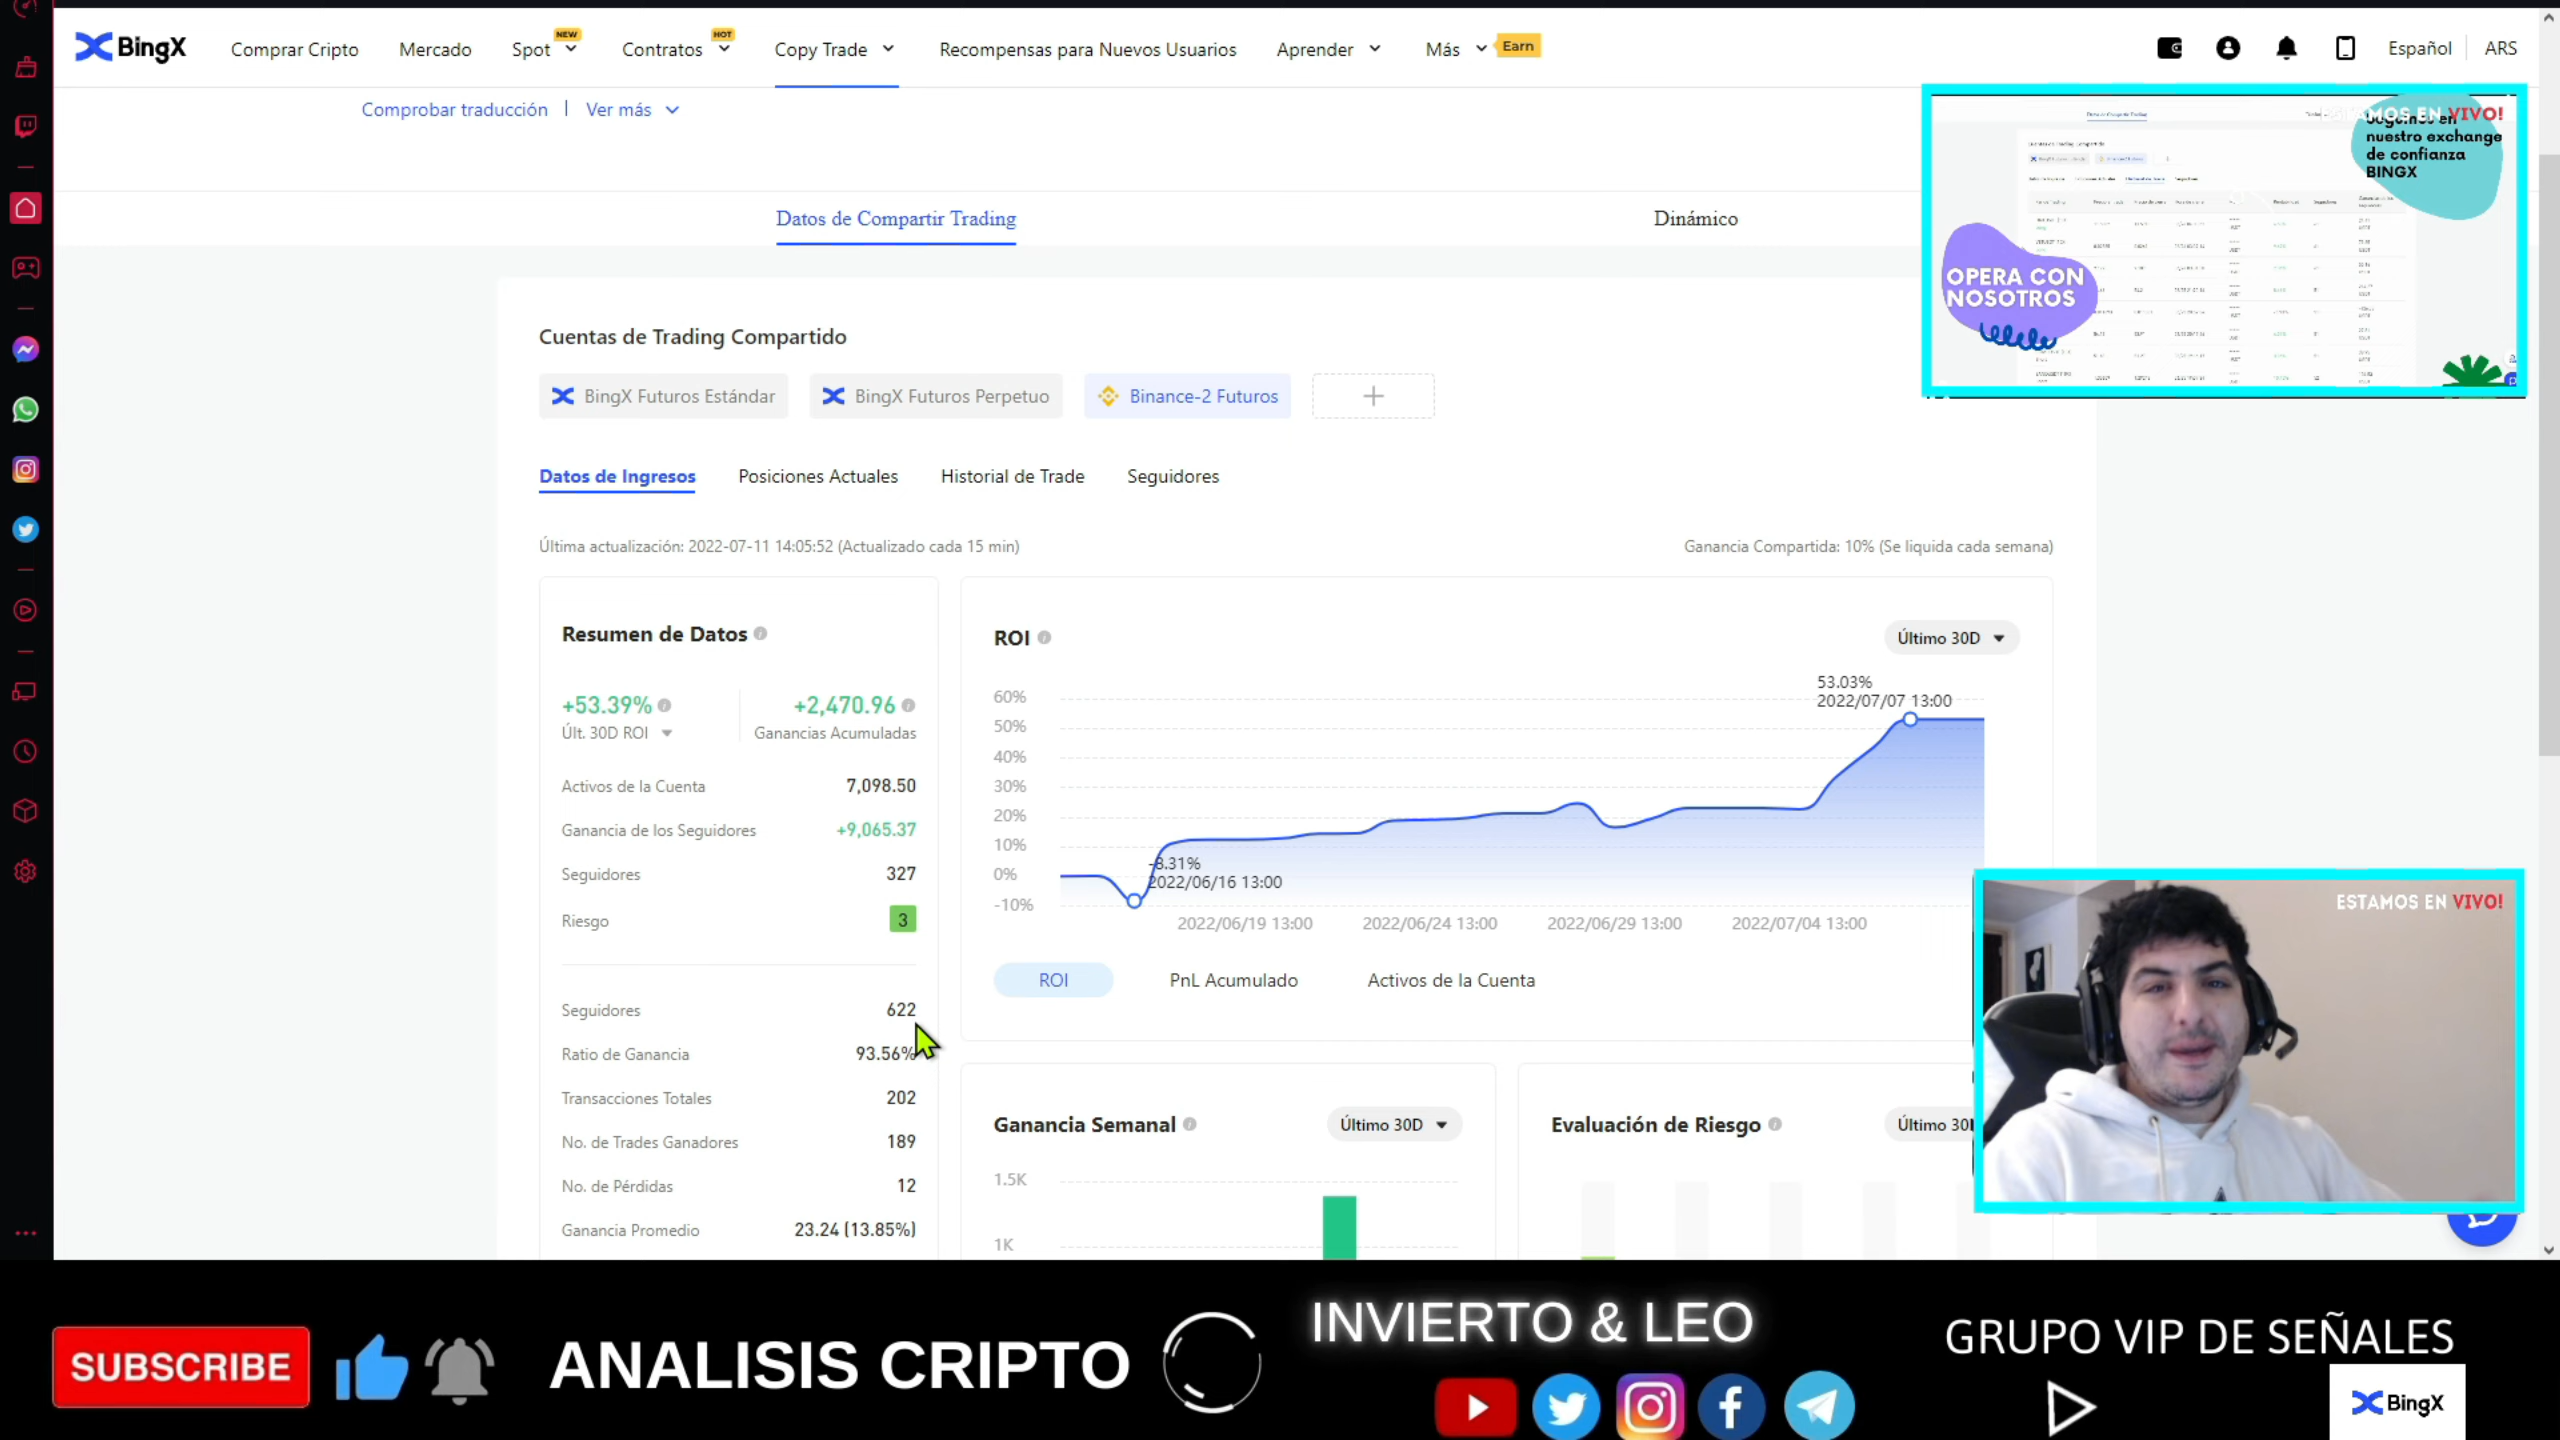 BingX
Comprar Cripto
Mercado
Spot
NEW
Contratos
HOT
Copy Trade
Recompensas para Nuevos Usuarios
Aprender
Más
Earn
Español
ARS
Comprobar traducción | Ver más
Datos de Compartir Trading
Dinámico
ESTAMOS EN VIVO!
nuestro exchange
de confianza
BINGX
OPERA CON
NOSOTROS
Cuentas de Trading Compartido
BingX Futuros Estándar
BingX Futuros Perpetuo
Binance-2 Futuros
+
Datos de Ingresos
Posiciones Actuales
Historial de Trade
Seguidores
Última actualización: 2022-07-11 14:05:52 (Actualizado cada 15 min)
Ganancia Compartida: 10% (Se liquida cada semana)
Resumen de Datos
+53.39%
Últ. 30D ROI
+2,470.96
Ganancias Acumuladas
Activos de la Cuenta 7,098.50
Ganancia de los Seguidores +9,065.37
Seguidores 327
Riesgo 3
Seguidores 622
Ratio de Ganancia 93.56%
Transacciones Totales 202
No. de Trades Ganadores 189
No. de Pérdidas 12
Ganancia Promedio 23.24 (13.85%)
ROI
Último 30D
60%
50%
40%
30%
20%
10%
0%
-10%
53.03%
2022/07/07 13:00
-8.31%
2022/06/16 13:00
2022/06/19 13:00
2022/06/24 13:00
2022/06/29 13:00
2022/07/04 13:00
ROI
PnL Acumulado
Activos de la Cuenta
Ganancia Semanal
Último 30D
1.5K
1K
Evaluación de Riesgo
Último 30
ESTAMOS EN VIVO!
SUBSCRIBE
ANALISIS CRIPTO
INVIERTO & LEO
GRUPO VIP DE SEÑALES
BingX